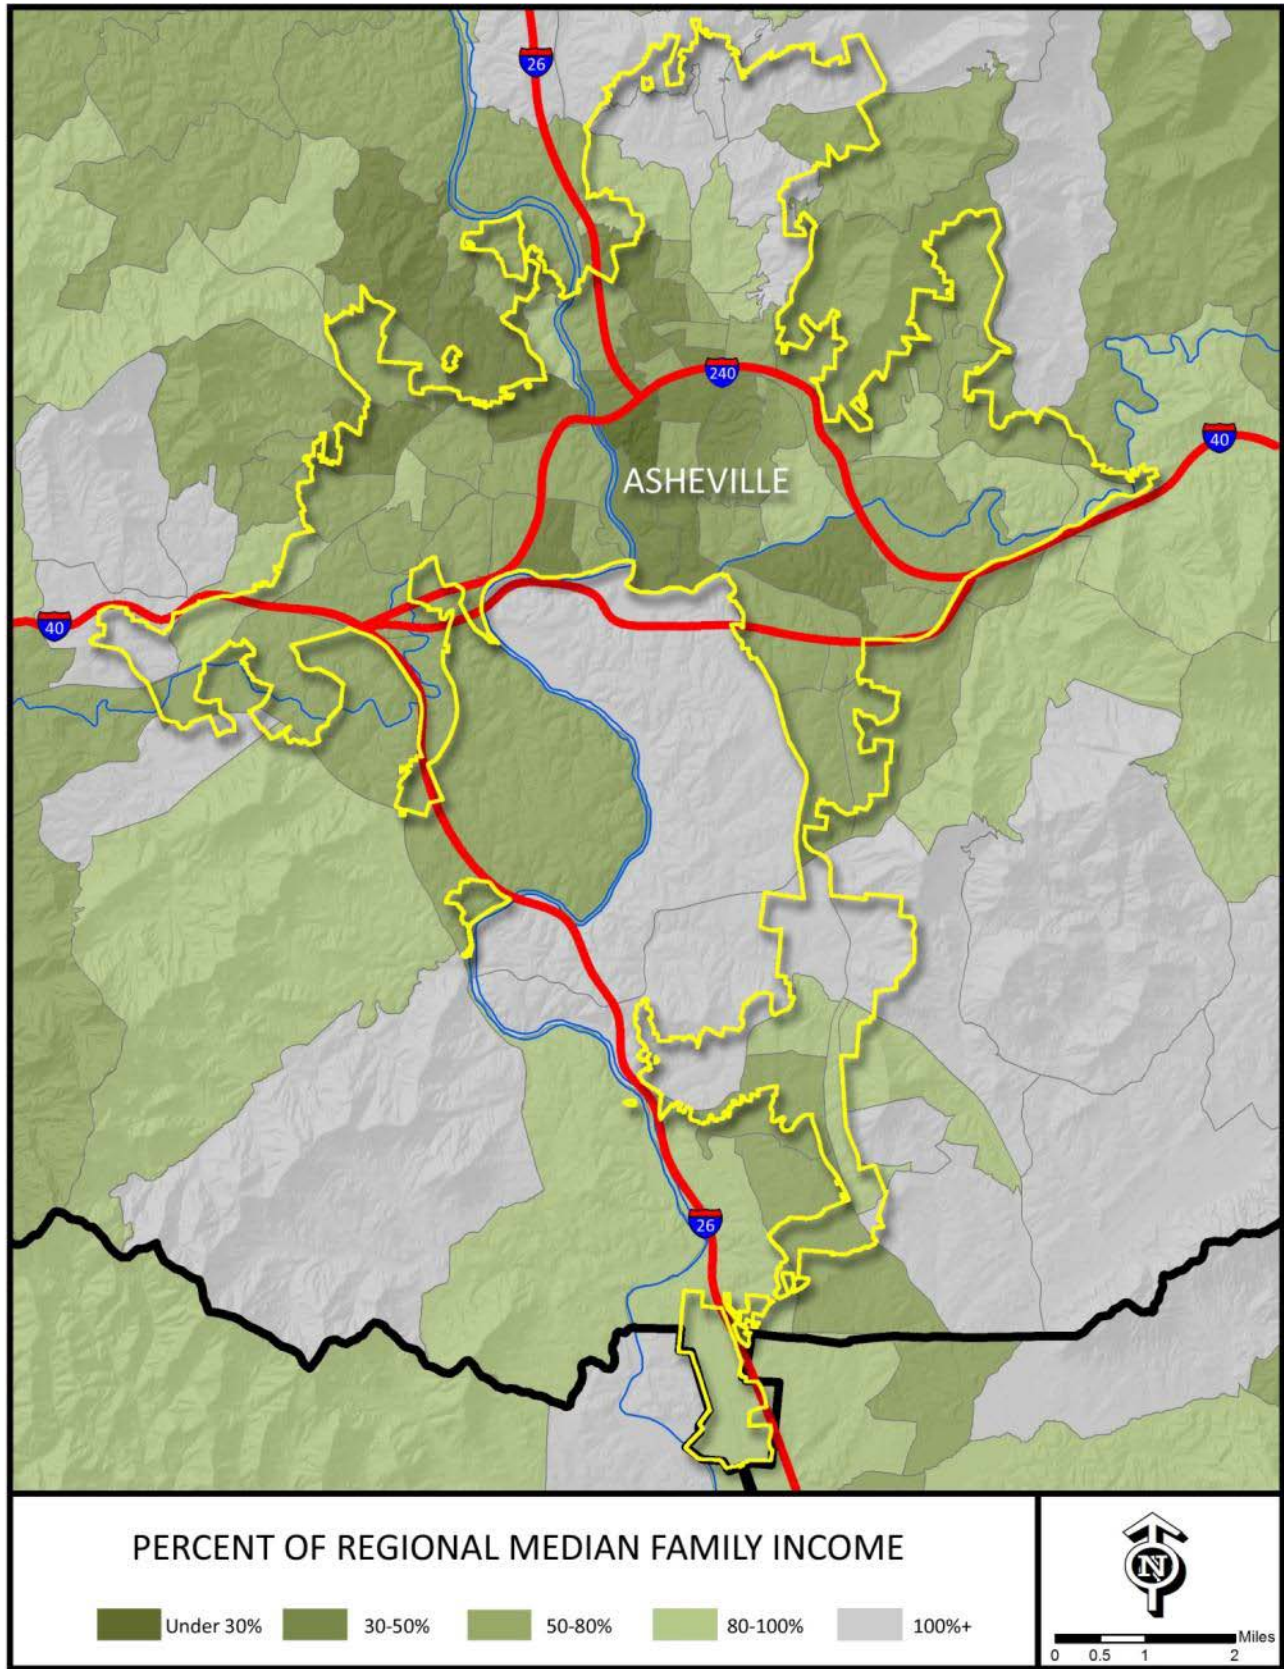 26
240
40
ASHEVILLE
40
26
PERCENT OF REGIONAL MEDIAN FAMILY INCOME
N
Under 30% 30-50% 50-80% 80-100% 100%+
Miles
0 0.5 1 2